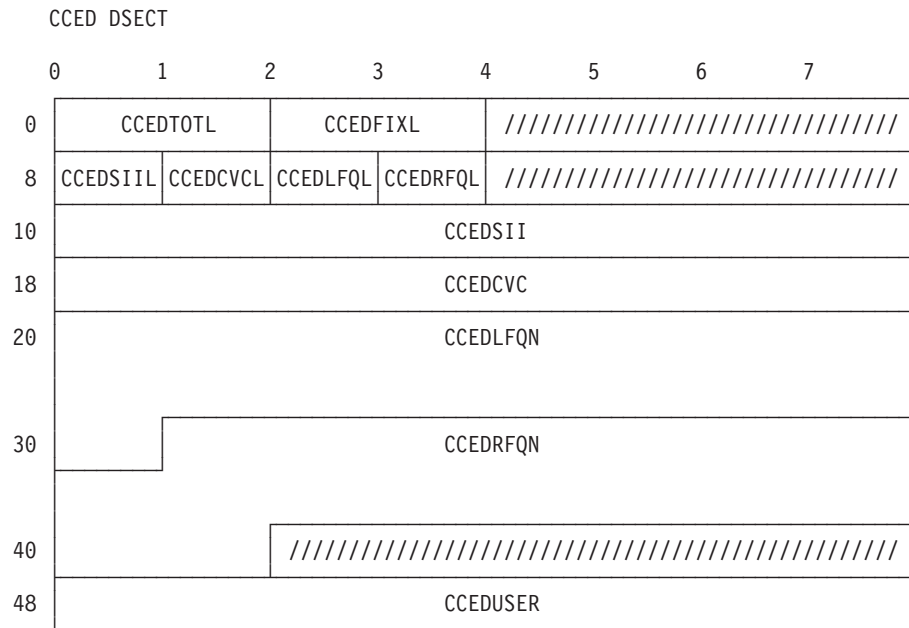 CCED DSECT
0 1 2 3 4 5 6 7
0 CCEDTOTL CCEDFIXL /////////////////////////////////
8 CCEDSIIL CCEDCVCL CCEDLFQL CCEDRFQL /////////////////////////////////
10 CCEDSII
18 CCEDCVC
20 CCEDLFQN
30 CCEDRFQN
40 ///////////////////////////////////////////////////
48 CCEDUSER